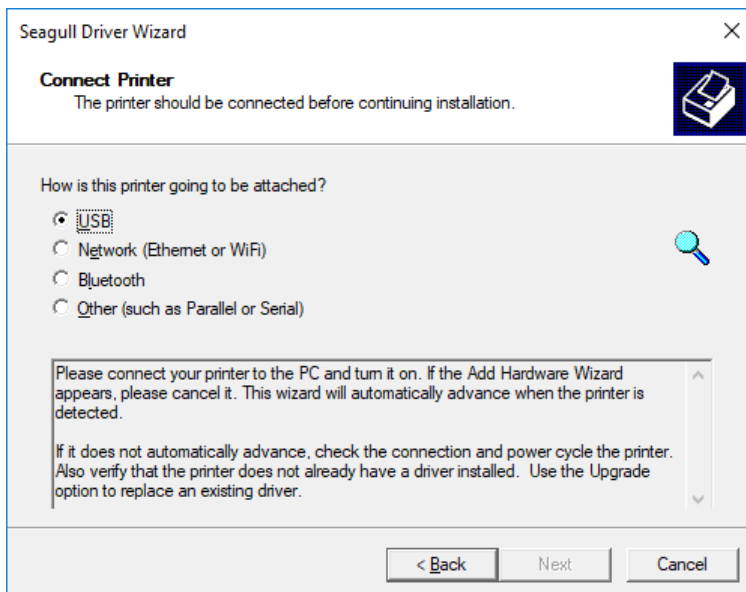 Seagull Driver Wizard
Connect Printer
The printer should be connected before continuing installation.
How is this printer going to be attached?
USB
Network (Ethernet or WiFi)
Bluetooth
Other (such as Parallel or Serial)
Please connect your printer to the PC and turn it on. If the Add Hardware Wizard
appears, please cancel it. This wizard will automatically advance when the printer is
detected.
If it does not automatically advance, check the connection and power cycle the printer.
Also verify that the printer does not already have a driver installed.  Use the Upgrade
option to replace an existing driver.
< Back
Next
Cancel